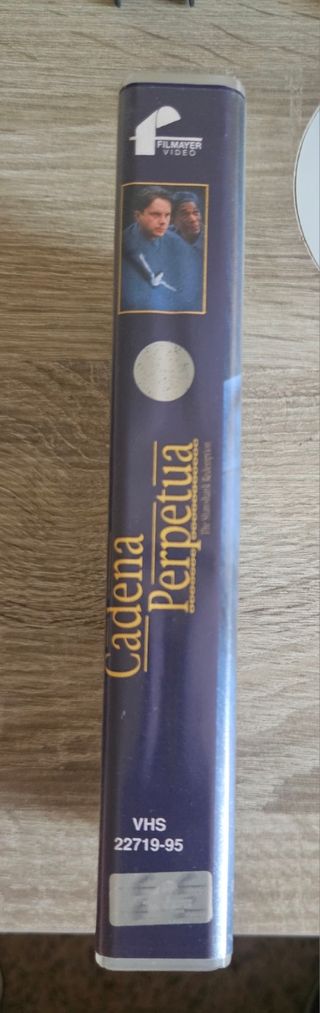 FILMAYER
VIDEO
Cadena
Perpetua
The Shawshank Redemption
VHS
22719-95